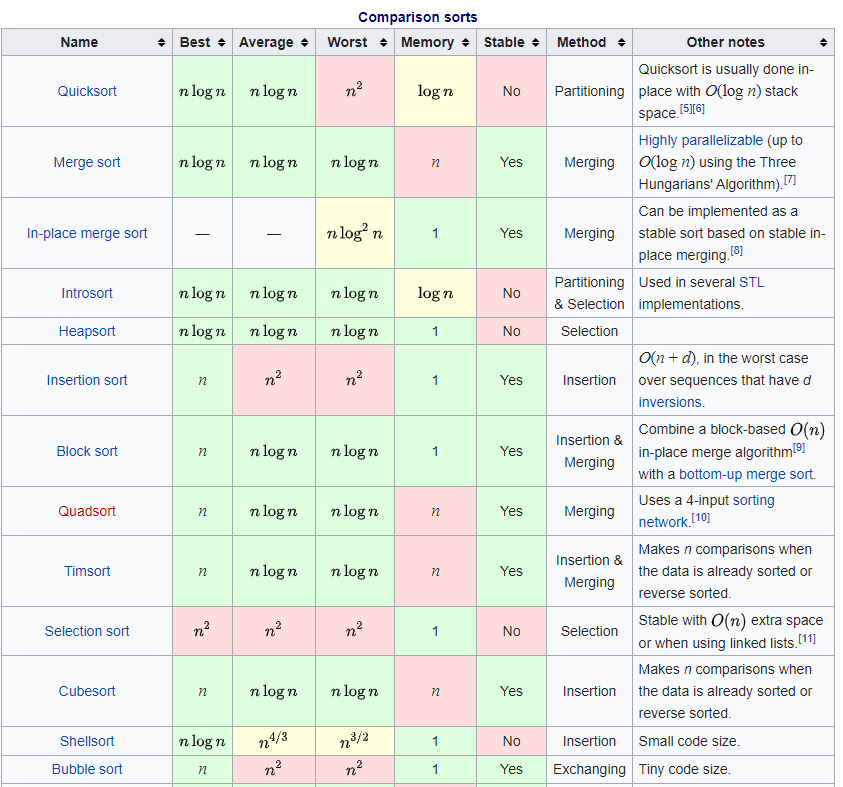 Comparison sorts
Name Best Average Worst Memory Stable Method Other notes
Quicksort n log n n log n n² log n No Partitioning Quicksort is usually done in-
place with O(log n) stack
space.[5][6]
Merge sort n log n n log n n log n n Yes Merging Highly parallelizable (up to
O(log n) using the Three
Hungarians' Algorithm).[7]
In-place merge sort — — n log² n 1 Yes Merging Can be implemented as a
stable sort based on stable in-
place merging.[8]
Introsort n log n n log n n log n log n No Partitioning
& Selection Used in several STL
implementations.
Heapsort n log n n log n n log n 1 No Selection
Insertion sort n n² n² 1 Yes Insertion O(n + d), in the worst case
over sequences that have d
inversions.
Block sort n n log n n log n 1 Yes Insertion &
Merging Combine a block-based O(n)
in-place merge algorithm[9]
with a bottom-up merge sort.
Quadsort n n log n n log n n Yes Merging Uses a 4-input sorting
network.[10]
Timsort n n log n n log n n Yes Insertion &
Merging Makes n comparisons when
the data is already sorted or
reverse sorted.
Selection sort n² n² n² 1 No Selection Stable with O(n) extra space
or when using linked lists.[11]
Cubesort n n log n n log n n Yes Insertion Makes n comparisons when
the data is already sorted or
reverse sorted.
Shellsort n log n n^4/3 n^3/2 1 No Insertion Small code size.
Bubble sort n n² n² 1 Yes Exchanging Tiny code size.